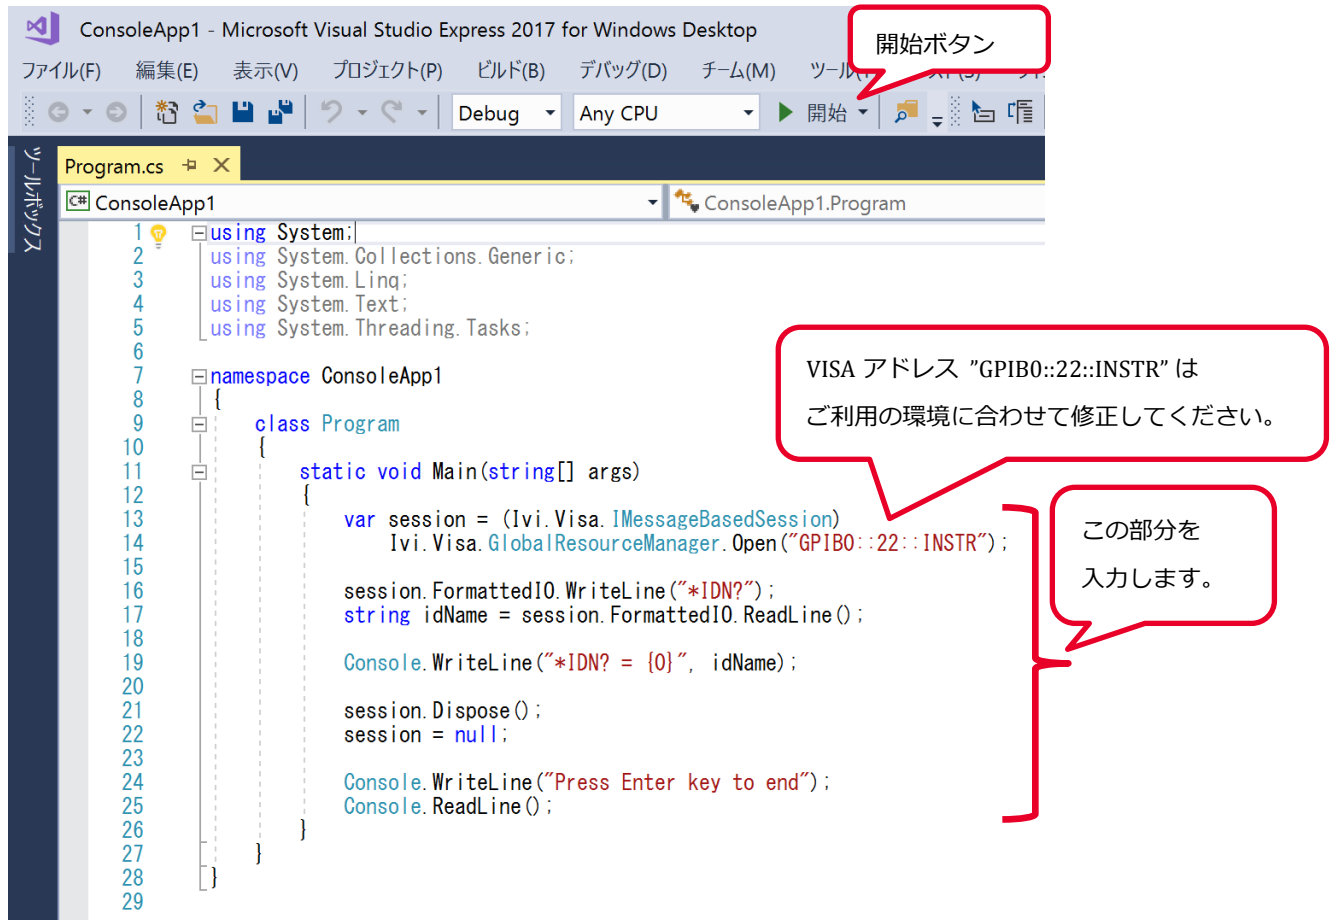 ConsoleApp1 - Microsoft Visual Studio Express 2017 for Windows Desktop
開始ボタン
ファイル(F) 編集(E) 表示(V) プロジェクト(P) ビルド(B) デバッグ(D) チーム(M) ツール(T)
Debug Any CPU 開始
ツールボックス
Program.cs
C# ConsoleApp1 ConsoleApp1.Program
1 using System;
2 using System.Collections.Generic;
3 using System.Linq;
4 using System.Text;
5 using System.Threading.Tasks;
6
7 namespace ConsoleApp1
8 {
9 class Program
10 {
11 static void Main(string[] args)
12 {
13 var session = (Ivi.Visa.IMessageBasedSession)
14 Ivi.Visa.GlobalResourceManager.Open("GPIB0::22::INSTR");
15
16 session.FormattedIO.WriteLine("*IDN?");
17 string idName = session.FormattedIO.ReadLine();
18
19 Console.WriteLine("*IDN? = {0}", idName);
20
21 session.Dispose();
22 session = null;
23
24 Console.WriteLine("Press Enter key to end");
25 Console.ReadLine();
26 }
27 }
28 }
29
VISA アドレス ”GPIB0::22::INSTR” は
ご利用の環境に合わせて修正してください。
この部分を
入力します。